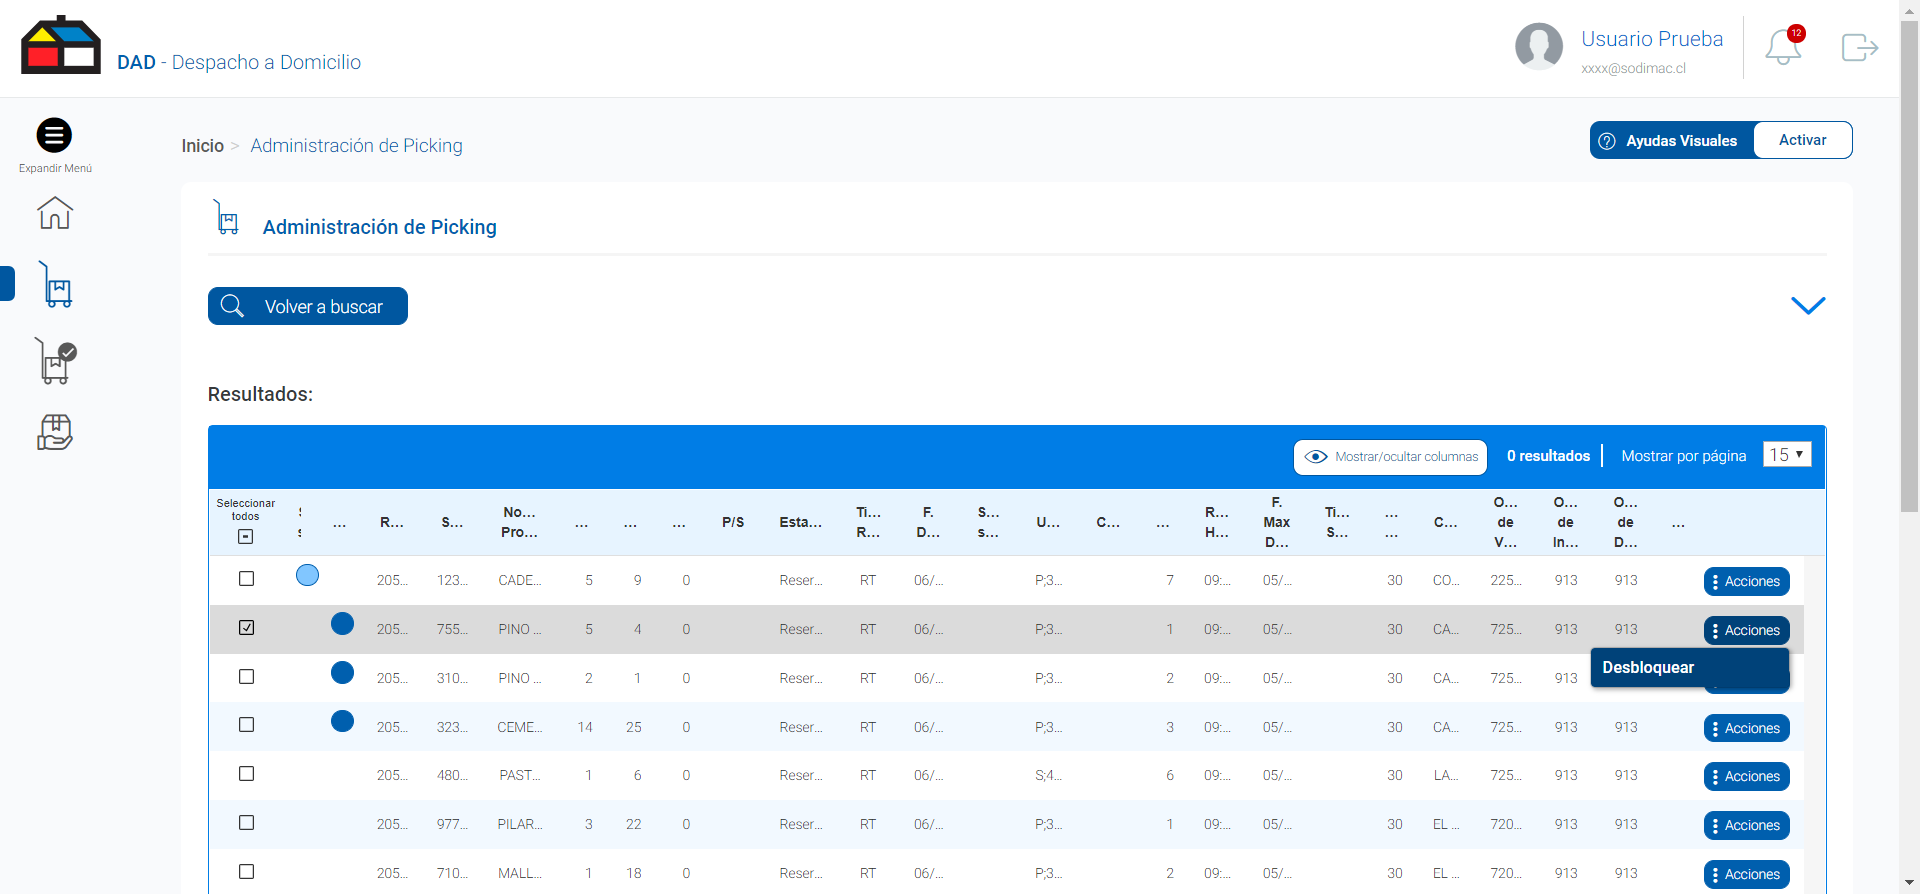 DAD - Despacho a Domicilio
Usuario Prueba
xxxx@sodimac.cl
12
Expandir Menú
Inicio > Administración de Picking
Ayudas Visuales
Activar
Administración de Picking
Volver a buscar
Resultados:
Mostrar/ocultar columnas
0 resultados
Mostrar por página
15
Seleccionar todos
... R... S... No... Pro... ... ... ... P/S Esta... Ti... R... F. D... S... s... U... C... ... R... H... F. Max D... Ti... S... ... ... C... O... de V... O... de In... O... de D... ...
205... 123... CADE... 5 9 0 Reser... RT 06/... P;3... 7 09:... 05/... 30 CO... 225... 913 913 Acciones
205... 755... PINO ... 5 4 0 Reser... RT 06/... P;3... 1 09:... 05/... 30 CA... 725... 913 913 Acciones
Desbloquear
205... 310... PINO ... 2 1 0 Reser... RT 06/... P;3... 2 09:... 05/... 30 CA... 725... 913
205... 323... CEME... 14 25 0 Reser... RT 06/... P;3... 3 09:... 05/... 30 CA... 725... 913 913 Acciones
205... 480... PAST... 1 6 0 Reser... RT 06/... S;4... 6 09:... 05/... 30 LA... 725... 913 913 Acciones
205... 977... PILAR... 3 22 0 Reser... RT 06/... P;3... 1 09:... 05/... 30 EL ... 720... 913 913 Acciones
205... 710... MALL... 1 18 0 Reser... RT 06/... P;3... 2 09:... 05/... 30 EL ... 720... 913 913 Acciones